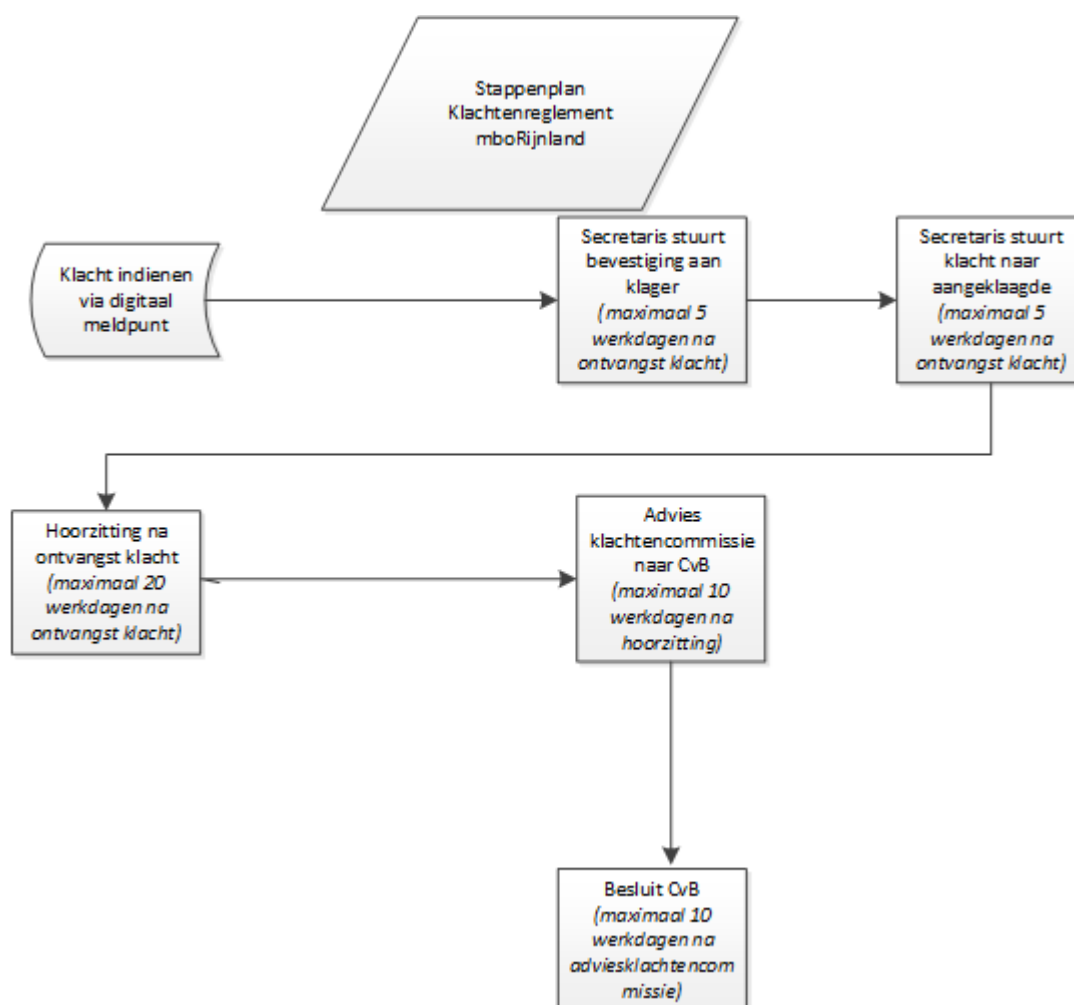 Stappenplan
Klachtenreglement
mboRijnland
Klacht indienen
via digitaal
meldpunt
Secretaris stuurt
bevestiging aan
klager
(maximaal 5
werkdagen na
ontvangst klacht)
Secretaris stuurt
klacht naar
aangeklaagde
(maximaal 5
werkdagen na
ontvangst klacht)
Hoorzitting na
ontvangst klacht
(maximaal 20
werkdagen na
ontvangst klacht)
Advies
klachtencommissie
naar CvB
(maximaal 10
werkdagen na
hoorzitting)
Besluit CvB
(maximaal 10
werkdagen na
adviesklachtencom
missie)